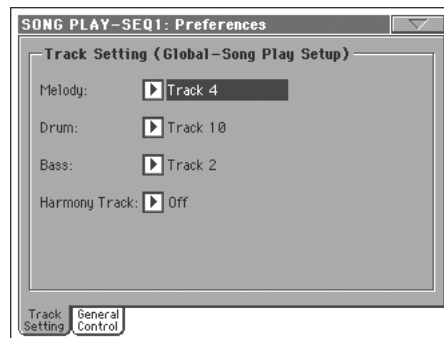 SONG PLAY-SEQ1: Preferences
Track Setting (Global-Song Play Setup)
Melody: Track 4
Drum: Track 10
Bass: Track 2
Harmony Track: Off
Track Setting
General Control